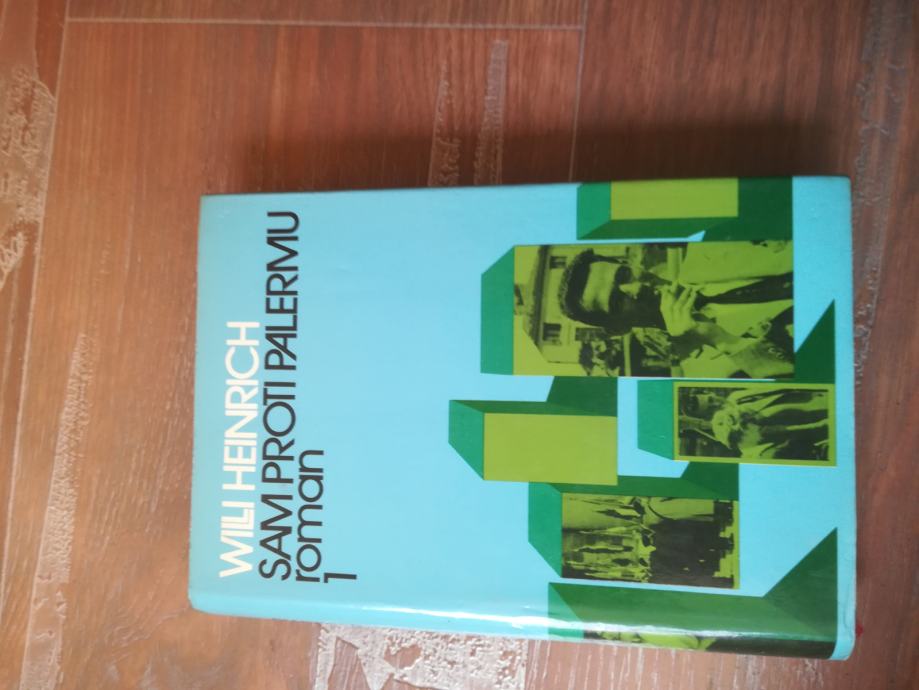 WILLI HEINRICH
SAM PROTI PALERMU
roman
1